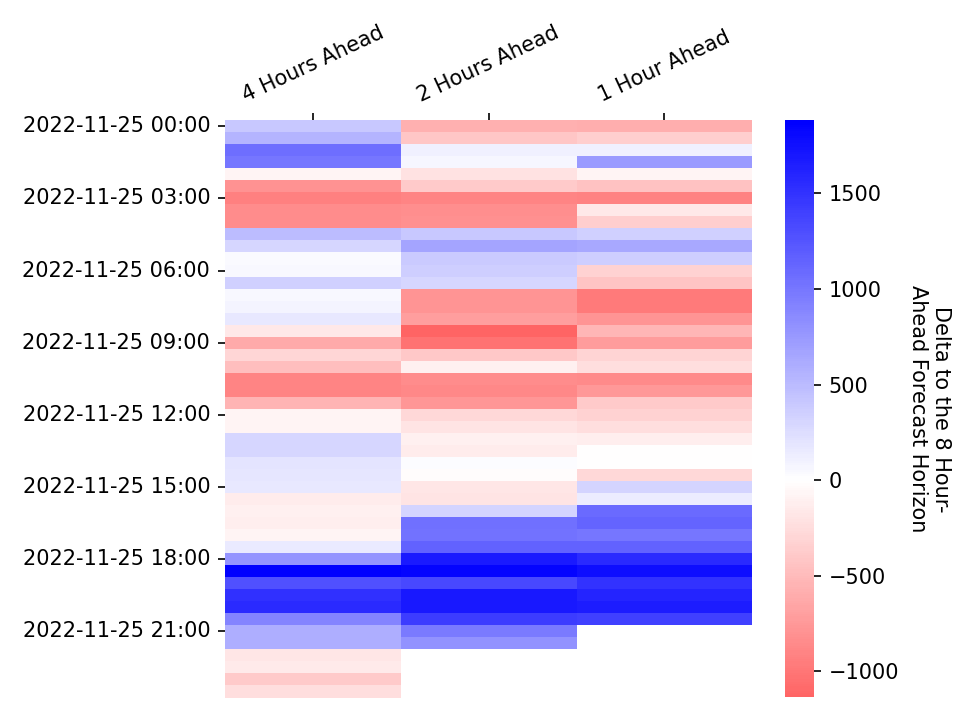 4 Hours Ahead
2 Hours Ahead
1 Hour Ahead
2022-11-25 00:00
2022-11-25 03:00
2022-11-25 06:00
2022-11-25 09:00
2022-11-25 12:00
2022-11-25 15:00
2022-11-25 18:00
2022-11-25 21:00
1500
1000
500
0
−500
−1000
Delta to the 8 Hour-
Ahead Forecast Horizon